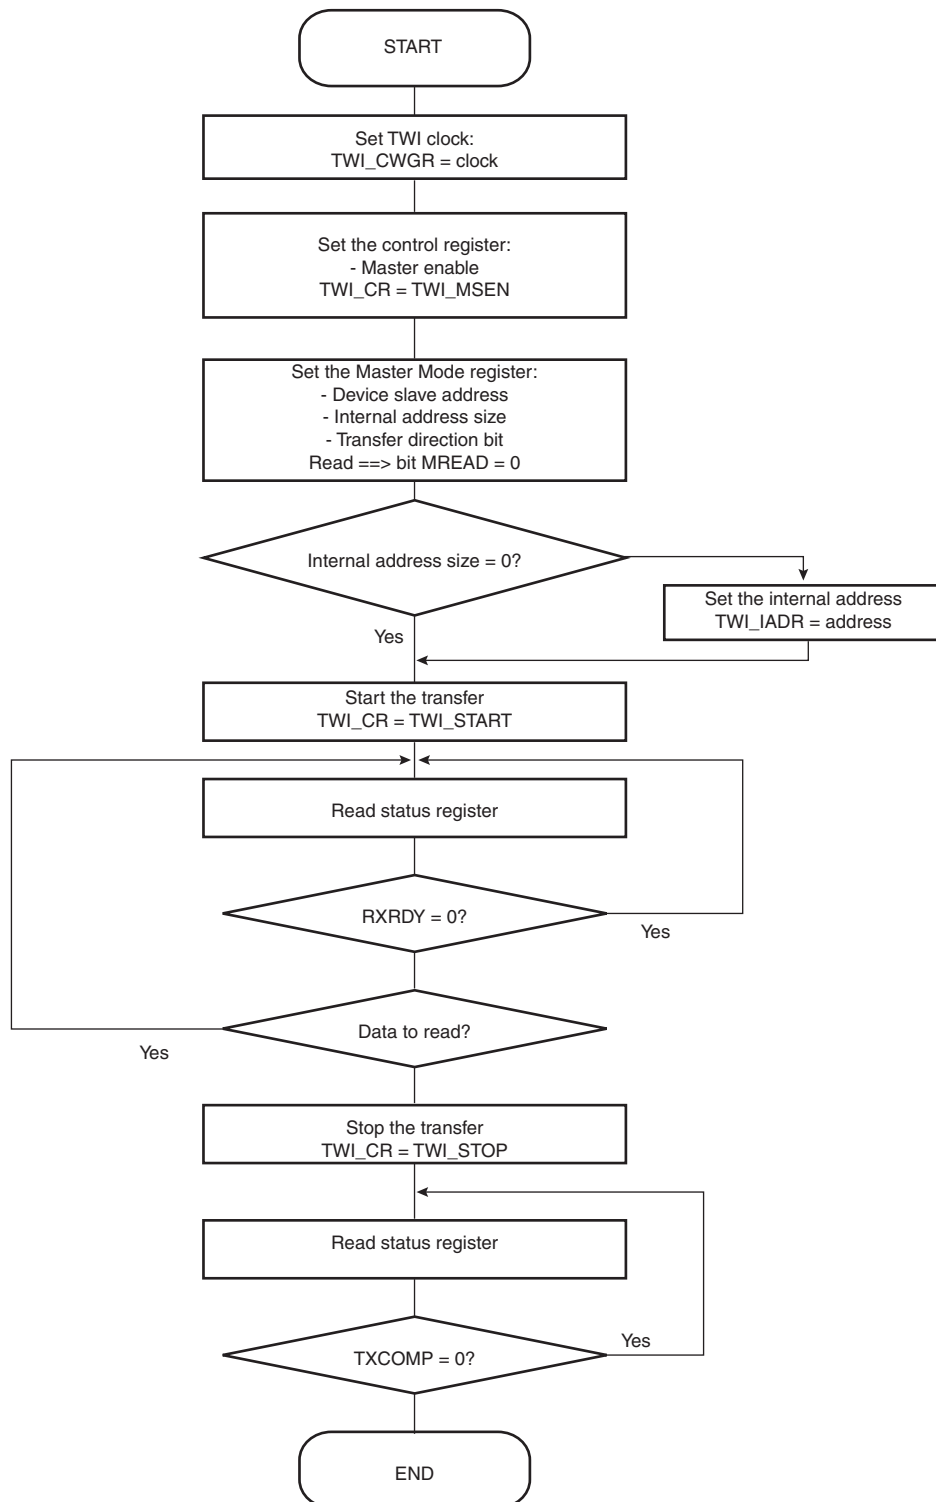 START
Set TWI clock:
TWI_CWGR = clock
Set the control register:
- Master enable
TWI_CR = TWI_MSEN
Set the Master Mode register:
- Device slave address
- Internal address size
- Transfer direction bit
Read ==> bit MREAD = 0
Internal address size = 0?
Set the internal address
TWI_IADR = address
Yes
Start the transfer
TWI_CR = TWI_START
Read status register
RXRDY = 0?
Yes
Data to read?
Yes
Stop the transfer
TWI_CR = TWI_STOP
Read status register
Yes
TXCOMP = 0?
END